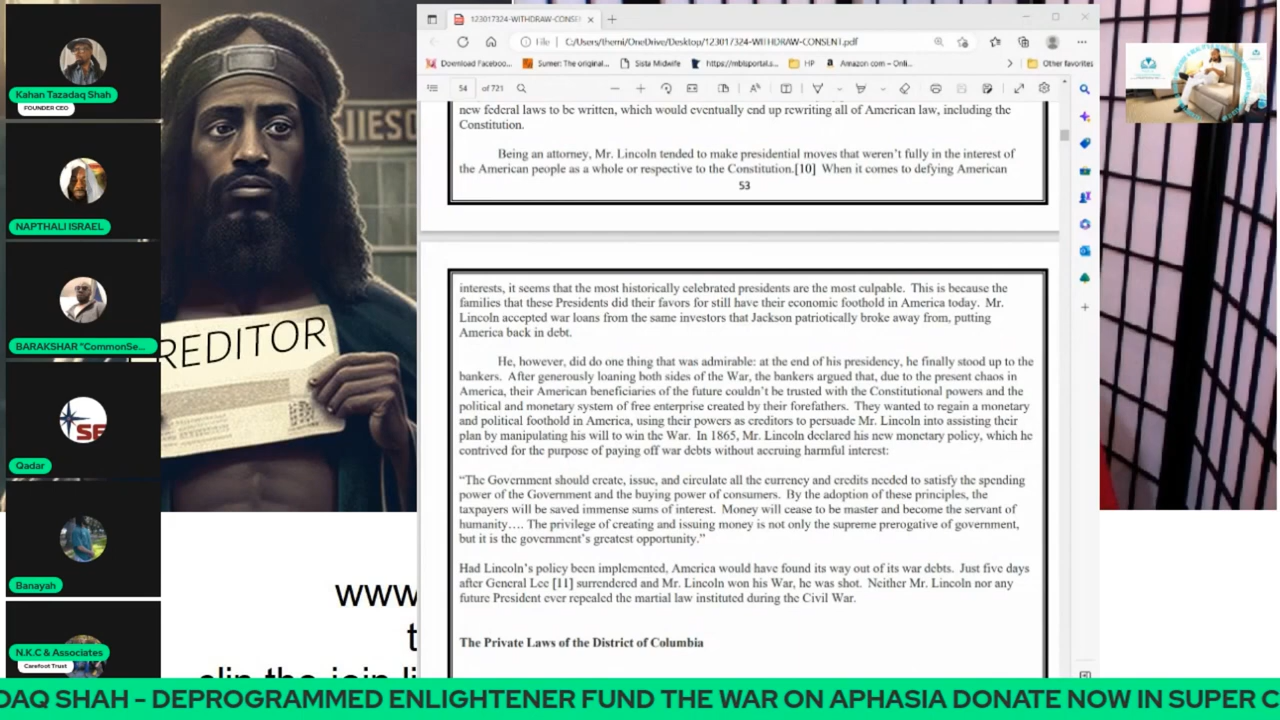 Kahan Tazadaq Shah
FOUNDER CEO
NAPTHALI ISRAEL
BARAKSHAR "CommonSe...
Qadar
Banayah
N.K.C & Associates
Carefoot Trust
SF
REDITOR
www
123017324-WITHDRAW-CONSE
File
C:/Users/themi/OneDrive/Desktop/123017324-WITHDRAW-CONSENT.pdf
Download Faceboo...
Sumer: The original...
Sista Midwife
https://mblsportal.s...
HP
Amazon com – Onli...
Other favorites
54 of 721
new federal laws to be written, which would eventually end up rewriting all of American law, including the
Constitution.
Being an attorney, Mr. Lincoln tended to make presidential moves that weren't fully in the interest of
the American people as a whole or respective to the Constitution.[10] When it comes to defying American
53
interests, it seems that the most historically celebrated presidents are the most culpable. This is because the
families that these Presidents did their favors for still have their economic foothold in America today. Mr.
Lincoln accepted war loans from the same investors that Jackson patriotically broke away from, putting
America back in debt.
He, however, did do one thing that was admirable: at the end of his presidency, he finally stood up to the
bankers. After generously loaning both sides of the War, the bankers argued that, due to the present chaos in
America, their American beneficiaries of the future couldn't be trusted with the Constitutional powers and the
political and monetary system of free enterprise created by their forefathers. They wanted to regain a monetary
and political foothold in America, using their powers as creditors to persuade Mr. Lincoln into assisting their
plan by manipulating his will to win the War. In 1865, Mr. Lincoln declared his new monetary policy, which he
contrived for the purpose of paying off war debts without accruing harmful interest:
"The Government should create, issue, and circulate all the currency and credits needed to satisfy the spending
power of the Government and the buying power of consumers. By the adoption of these principles, the
taxpayers will be saved immense sums of interest. Money will cease to be master and become the servant of
humanity…. The privilege of creating and issuing money is not only the supreme prerogative of government,
but it is the government's greatest opportunity."
Had Lincoln's policy been implemented, America would have found its way out of its war debts. Just five days
after General Lee [11] surrendered and Mr. Lincoln won his War, he was shot. Neither Mr. Lincoln nor any
future President ever repealed the martial law instituted during the Civil War.
The Private Laws of the District of Columbia
DAQ SHAH - DEPROGRAMMED ENLIGHTENER FUND THE WAR ON APHASIA DONATE NOW IN SUPER C